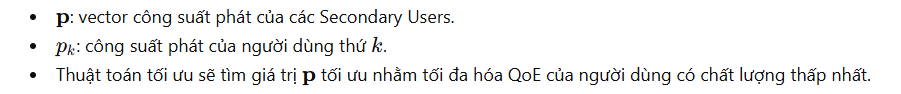 • p: vector công suất phát của các Secondary Users.
• pₖ: công suất phát của người dùng thứ k.
• Thuật toán tối ưu sẽ tìm giá trị p tối ưu nhằm tối đa hóa QoE của người dùng có chất lượng thấp nhất.